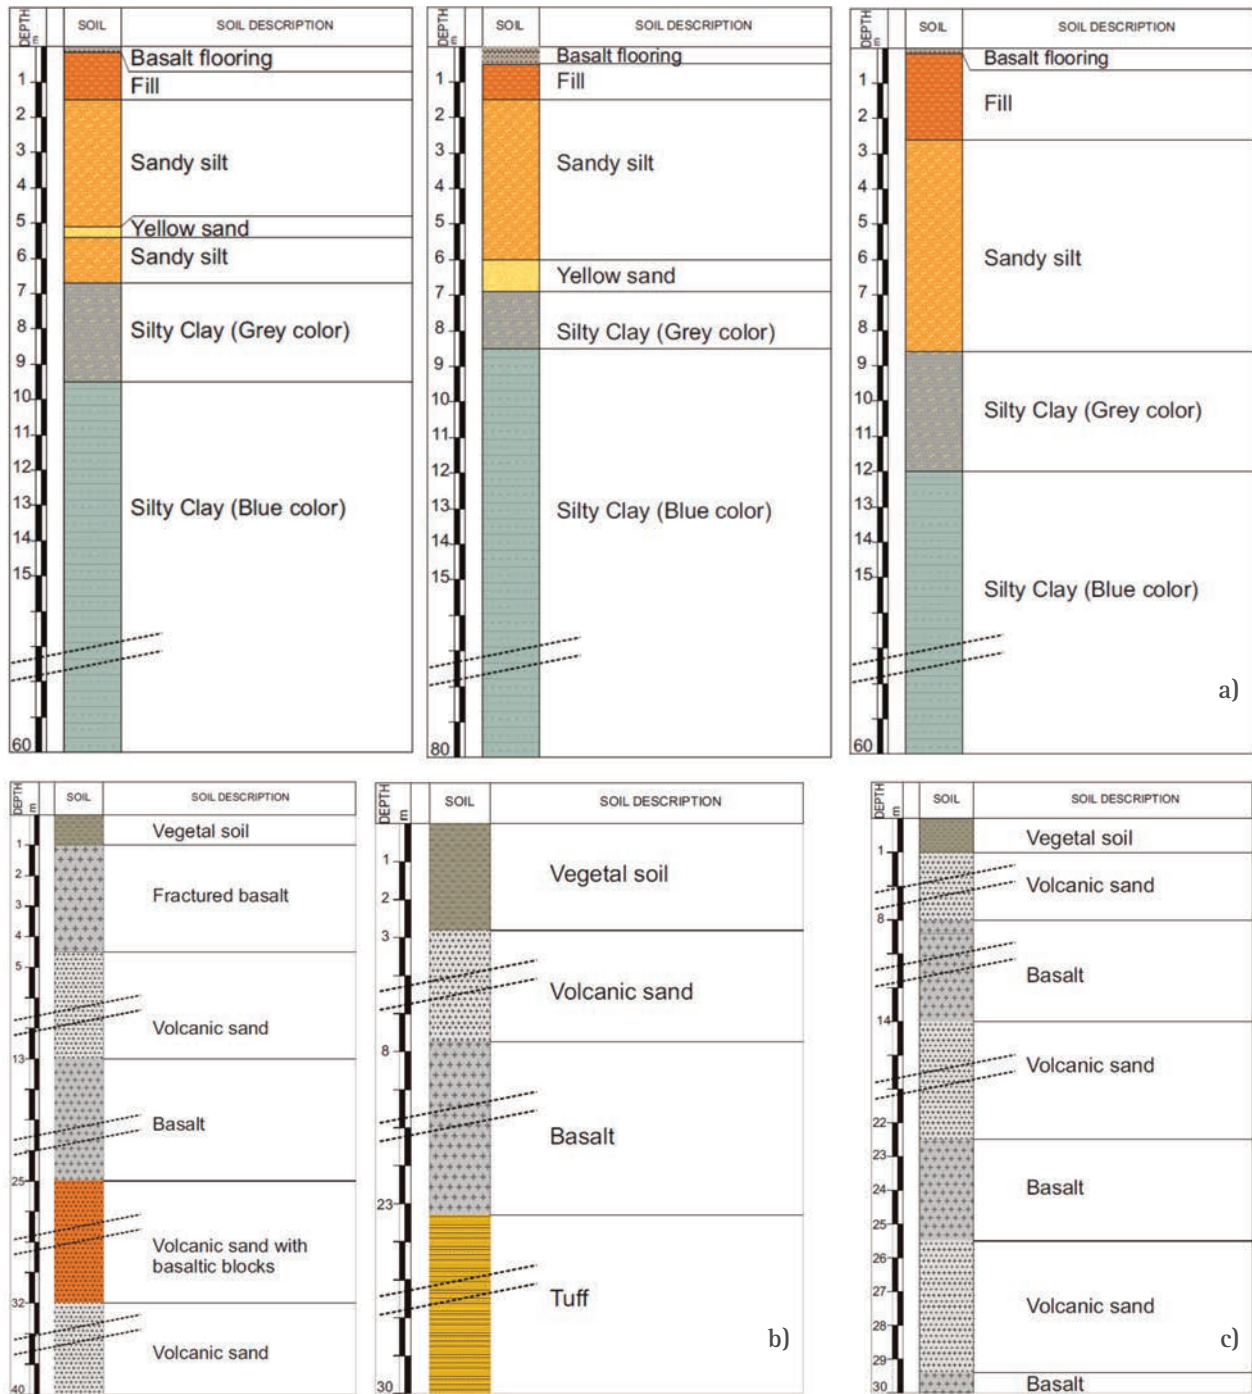 DEPTH
m
SOIL
SOIL DESCRIPTION
Basalt flooring
1
Fill
2
3
Sandy silt
4
5
Yellow sand
6
Sandy silt
7
8
Silty Clay (Grey color)
9
10
11
12
13
Silty Clay (Blue color)
14
15
60
DEPTH
m
SOIL
SOIL DESCRIPTION
Basalt flooring
1
Fill
2
3
Sandy silt
4
5
6
Yellow sand
7
8
Silty Clay (Grey color)
9
10
11
12
13
Silty Clay (Blue color)
14
15
80
DEPTH
m
SOIL
SOIL DESCRIPTION
Basalt flooring
1
Fill
2
3
4
5
Sandy silt
6
7
8
9
10
Silty Clay (Grey color)
11
12
13
14
15
Silty Clay (Blue color)
60
a)
DEPTH
m
SOIL
SOIL DESCRIPTION
Vegetal soil
1
2
Fractured basalt
3
4
5
Volcanic sand
13
Basalt
25
Volcanic sand with
basaltic blocks
32
Volcanic sand
40
DEPTH
m
SOIL
SOIL DESCRIPTION
1
Vegetal soil
2
3
Volcanic sand
8
Basalt
23
Tuff
30
b)
DEPTH
m
SOIL
SOIL DESCRIPTION
Vegetal soil
1
Volcanic sand
8
Basalt
14
Volcanic sand
22
23
Basalt
24
25
26
27
Volcanic sand
28
29
Basalt
30
c)